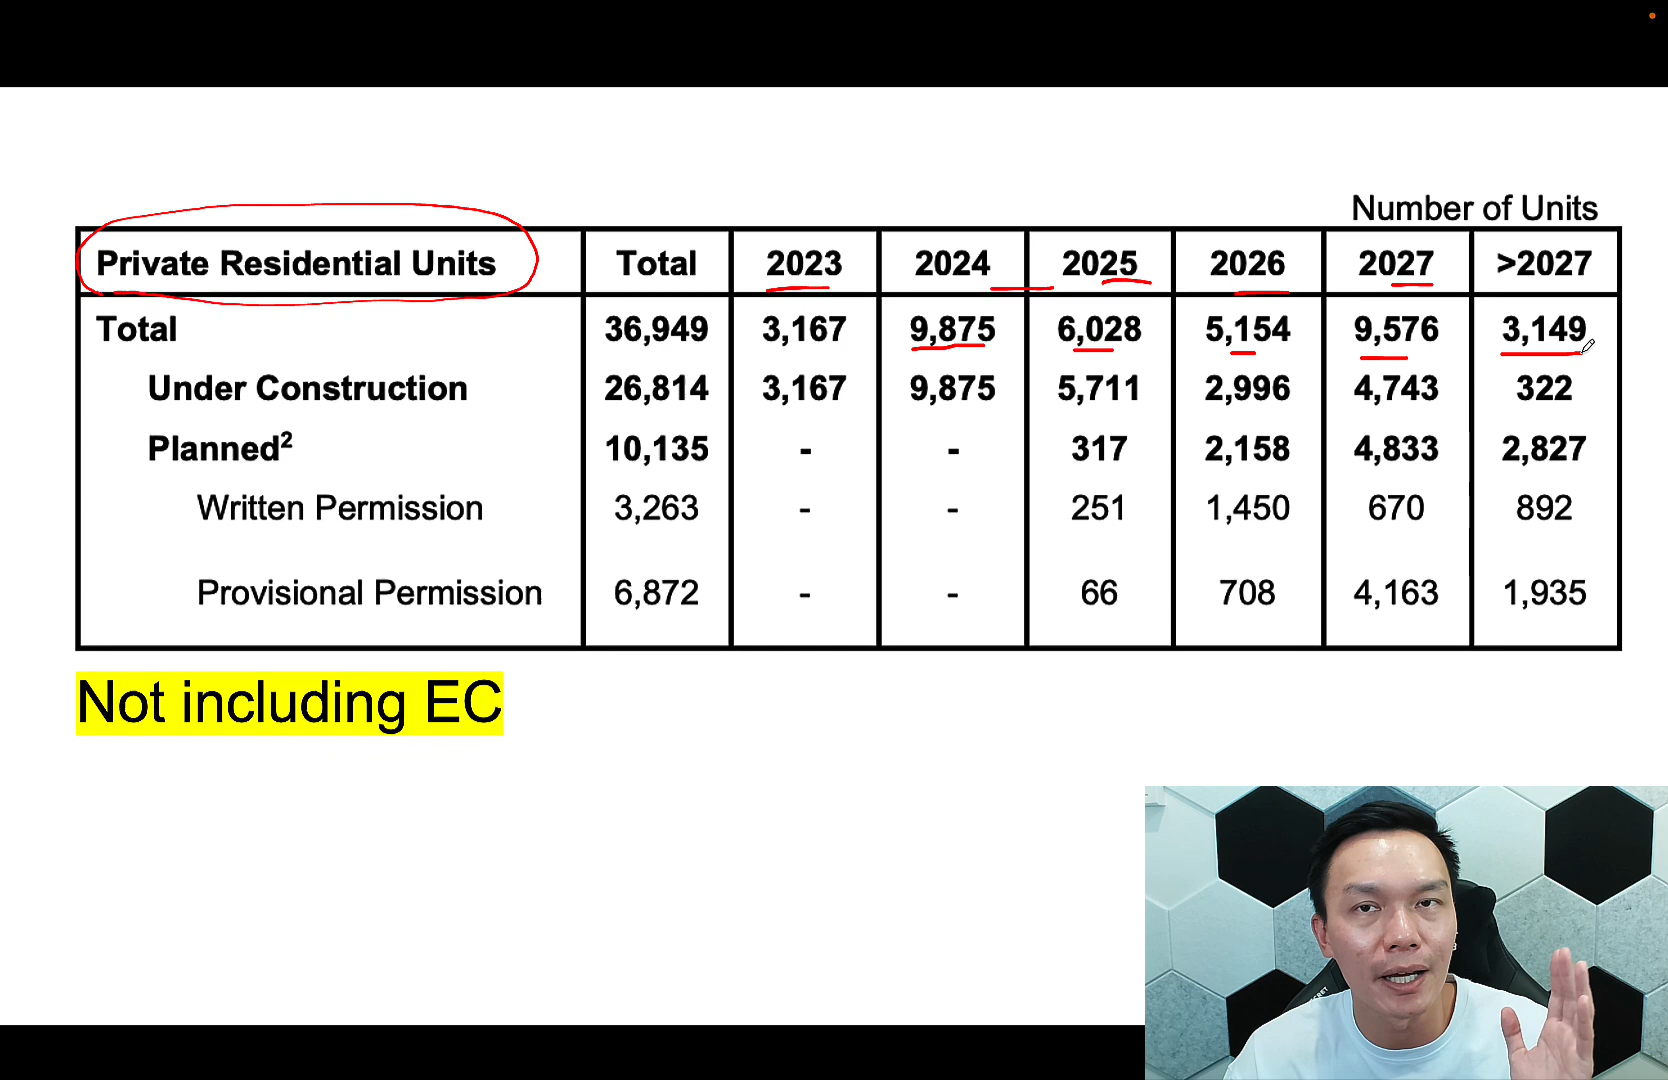 Number of Units
Private Residential Units Total 2023 2024 2025 2026 2027 >2027
Total 36,949 3,167 9,875 6,028 5,154 9,576 3,149
Under Construction 26,814 3,167 9,875 5,711 2,996 4,743 322
Planned² 10,135 - - 317 2,158 4,833 2,827
Written Permission 3,263 - - 251 1,450 670 892
Provisional Permission 6,872 - - 66 708 4,163 1,935
Not including EC